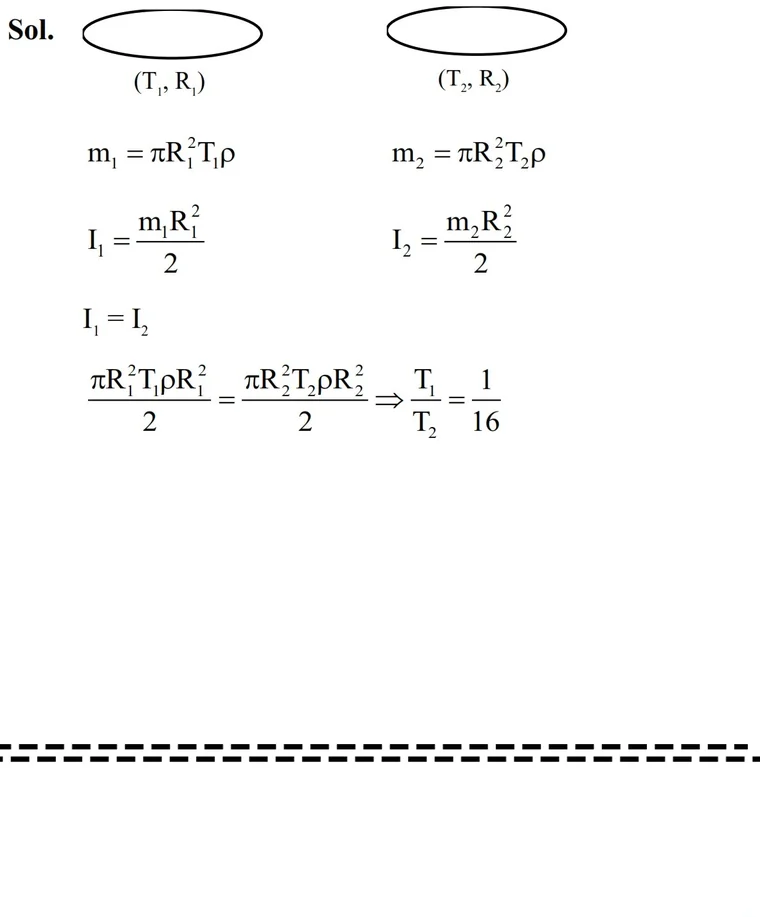 Sol.
(T₁, R₁) (T₂, R₂)
m₁ = πR₁²T₁ρ m₂ = πR₂²T₂ρ
I₁ = m₁R₁²/2 I₂ = m₂R₂²/2
I₁ = I₂
πR₁²T₁ρR₁²/2 = πR₂²T₂ρR₂²/2 ⇒ T₁/T₂ = 1/16